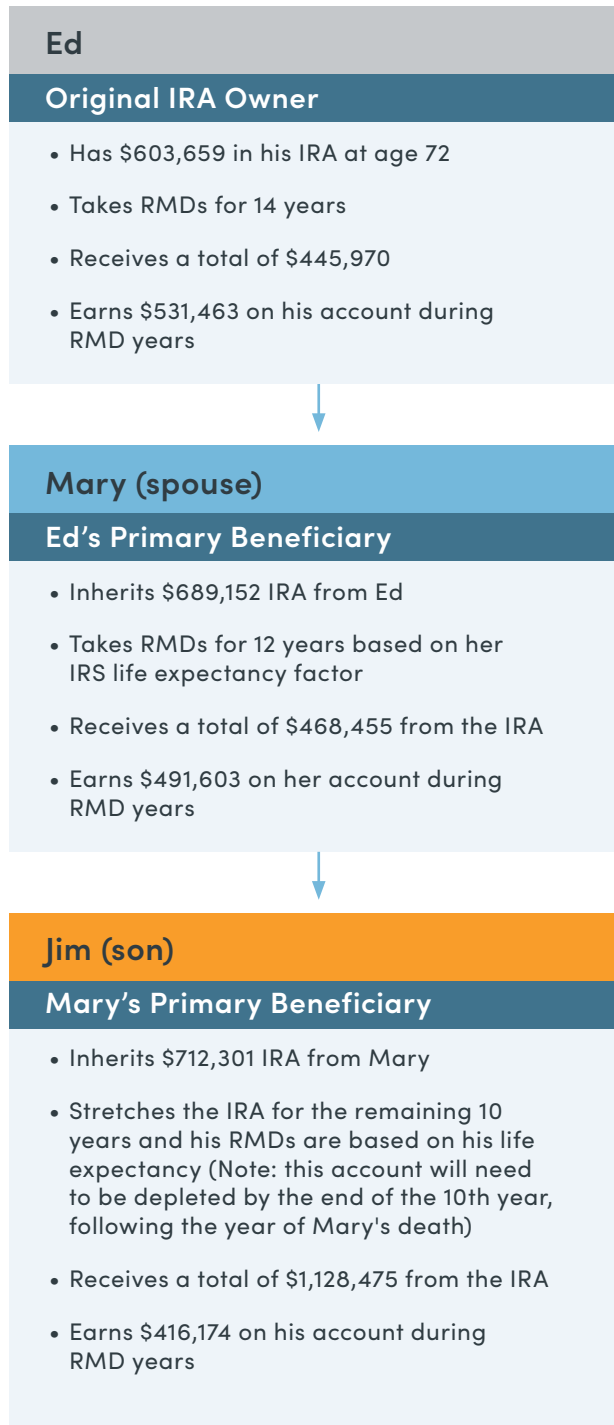 Ed
Original IRA Owner
• Has $603,659 in his IRA at age 72
• Takes RMDs for 14 years
• Receives a total of $445,970
• Earns $531,463 on his account during
RMD years
Mary (spouse)
Ed's Primary Beneficiary
• Inherits $689,152 IRA from Ed
• Takes RMDs for 12 years based on her
IRS life expectancy factor
• Receives a total of $468,455 from the IRA
• Earns $491,603 on her account during
RMD years
Jim (son)
Mary's Primary Beneficiary
• Inherits $712,301 IRA from Mary
• Stretches the IRA for the remaining 10
years and his RMDs are based on his life
expectancy (Note: this account will need
to be depleted by the end of the 10th year,
following the year of Mary's death)
• Receives a total of $1,128,475 from the IRA
• Earns $416,174 on his account during
RMD years